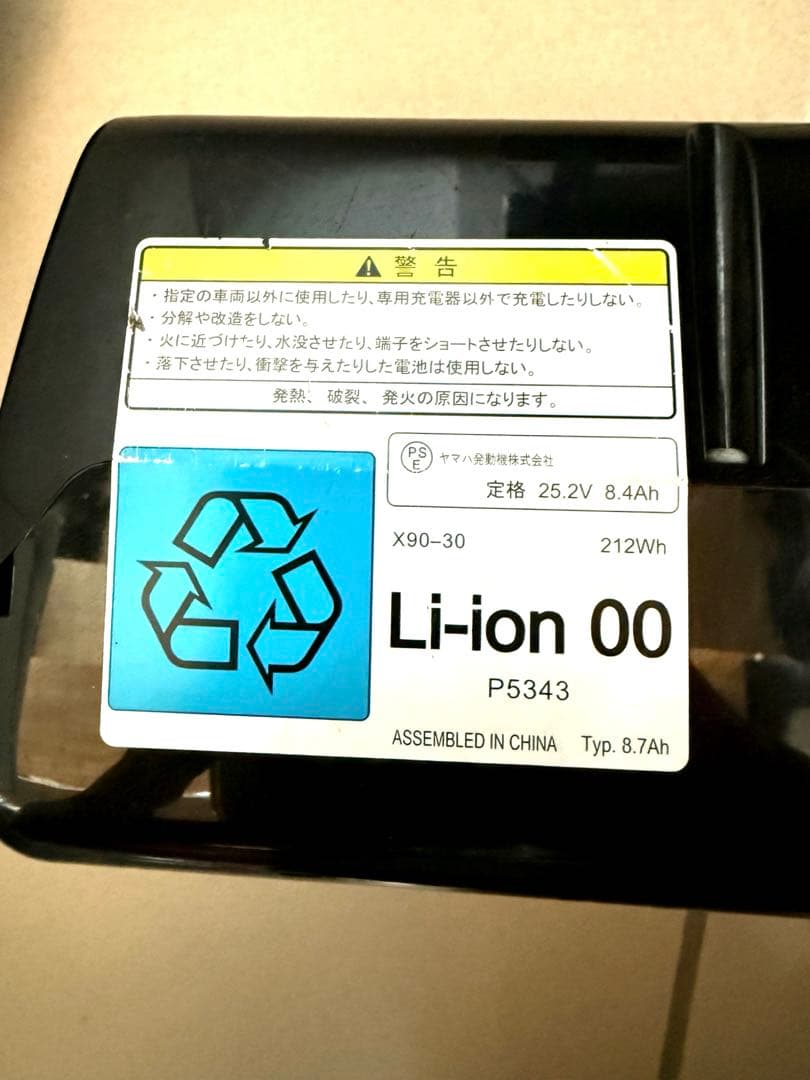 ⚠ 警 告
・指定の車両以外に使用したり、専用充電器以外で充電したりしない。
・分解や改造をしない。
・火に近づけたり、水没させたり、端子をショートさせたりしない。
・落下させたり、衝撃を与えたりした電池は使用しない。
発熱、破裂、発火の原因になります。
PS
E
ヤマハ発動機株式会社
定格 25.2V 8.4Ah
X90-30 212Wh
Li-ion 00
P5343
ASSEMBLED IN CHINA Typ. 8.7Ah